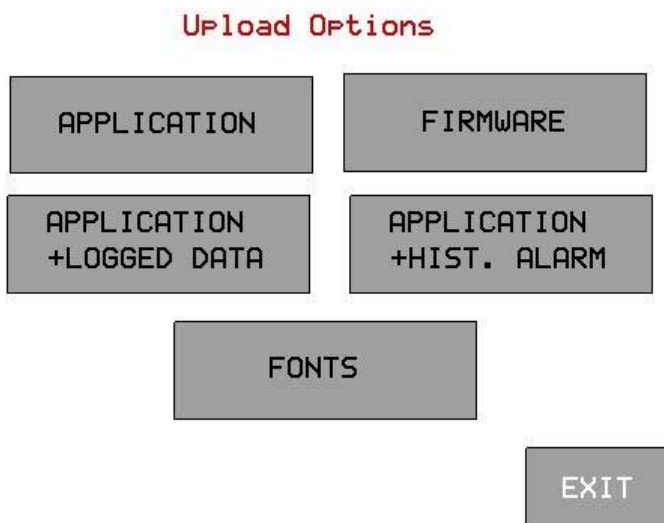 Upload Options
APPLICATION
FIRMWARE
APPLICATION
+LOGGED DATA
APPLICATION
+HIST. ALARM
FONTS
EXIT